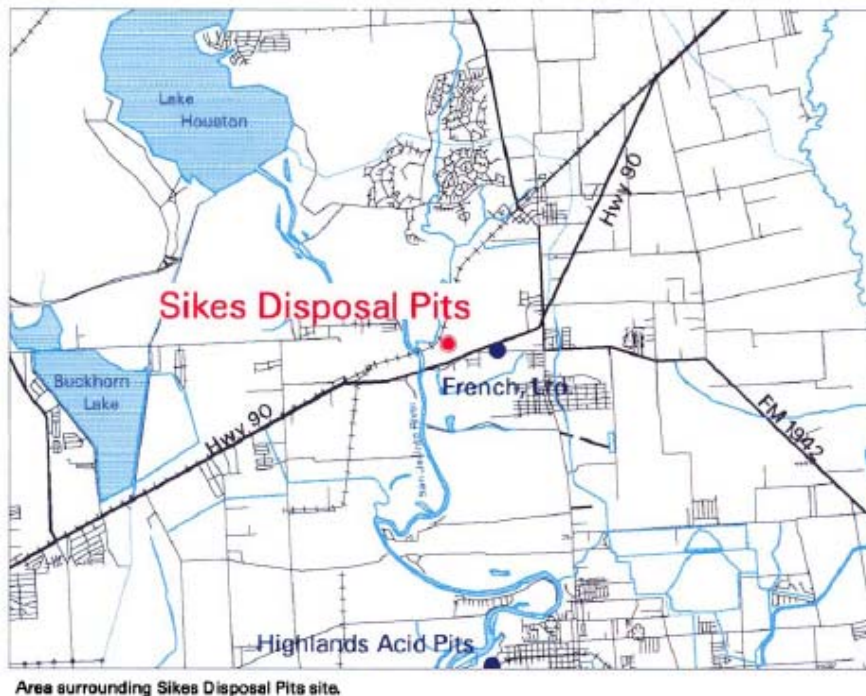 Lake
Houston
Hwy 90
Sikes Disposal Pits
French, Ltd.
Buckhorn
Lake
Hwy 90
San Jacinto River
FM 1942
Highlands Acid Pits
Area surrounding Sikes Disposal Pits site.